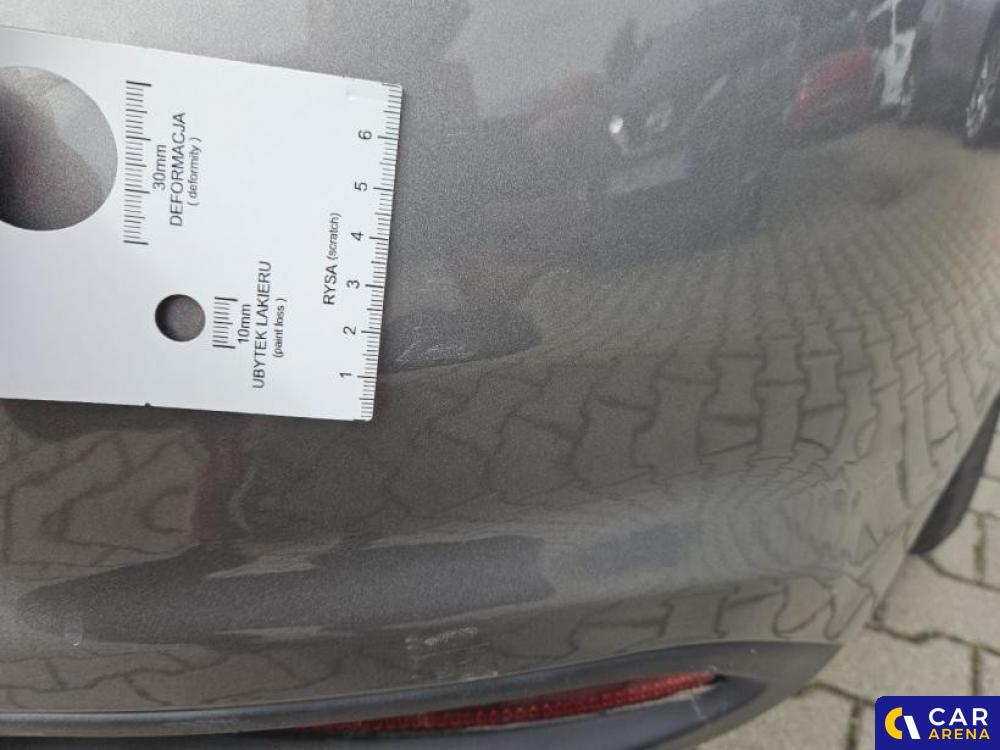 30mm
DEFORMACJA
( deformity )
10mm
UBYTEK LAKIERU
(paint loss )
RYSA (scratch)
1 2 3 4 5 6
CAR
ARENA